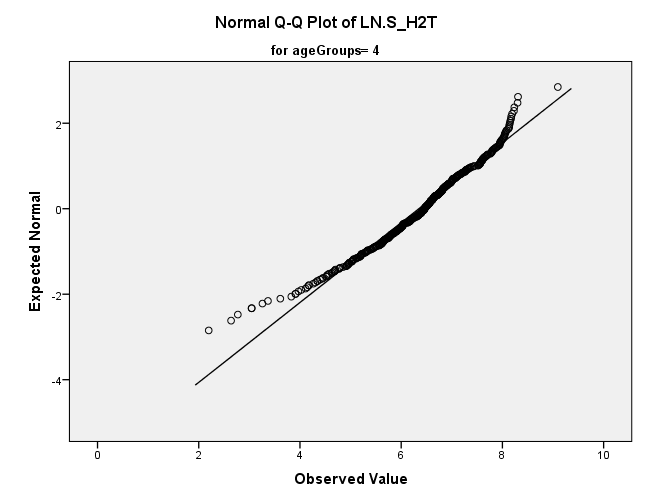 Normal Q-Q Plot of LN.S_H2T
for ageGroups= 4
Expected Normal
2
0
-2
-4
0 2 4 6 8 10
Observed Value